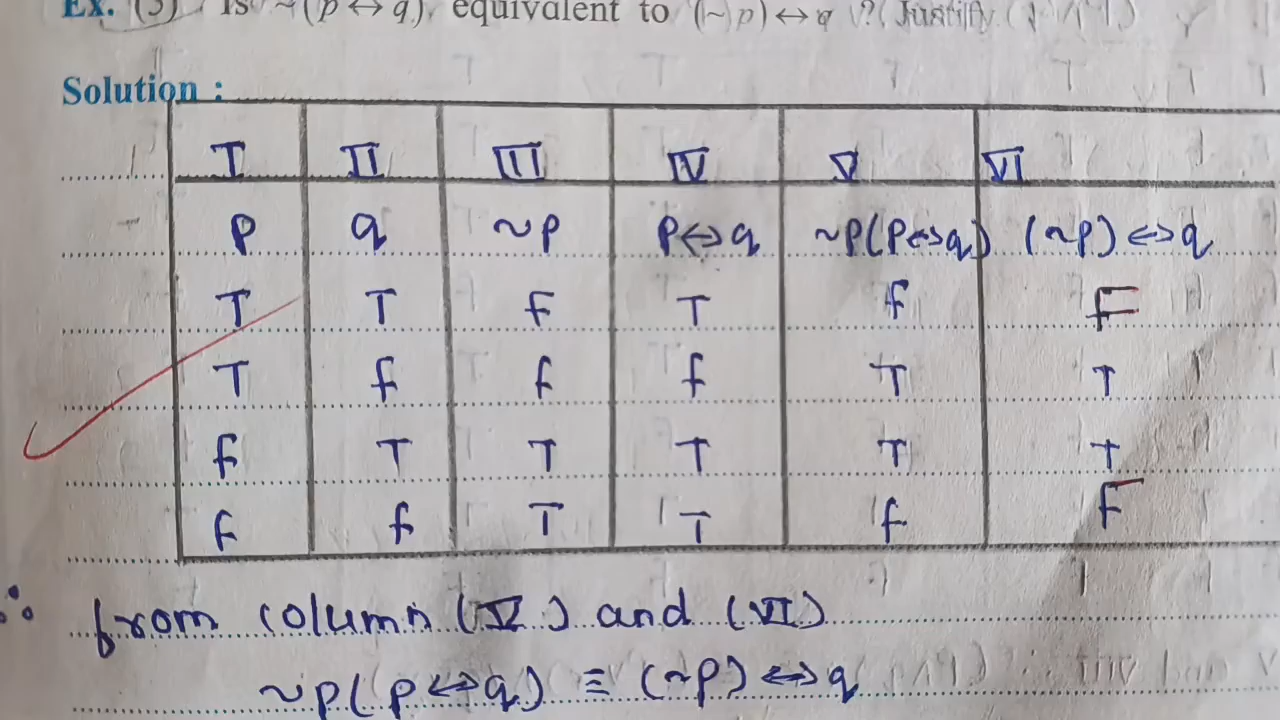 Ex. (5) Is ~(p ↔ q) equivalent to (~p) ↔ q ? Justify.
Solution :
I II III IV V VI
p q ~p p↔q ~p(p↔q) (~p)↔q
T T F T f F
T f f f T T
f T T T T T
f f T T f F
∴ from column (V) and (VI)
~p(p↔q) ≡ (~p)↔q